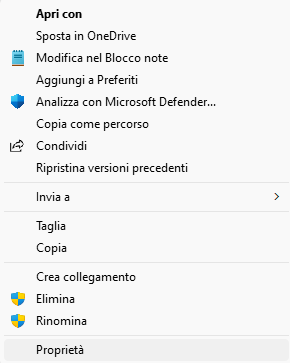 Apri con
Sposta in OneDrive
Modifica nel Blocco note
Aggiungi a Preferiti
Analizza con Microsoft Defender...
Copia come percorso
Condividi
Ripristina versioni precedenti
Invia a
Taglia
Copia
Crea collegamento
Elimina
Rinomina
Proprietà